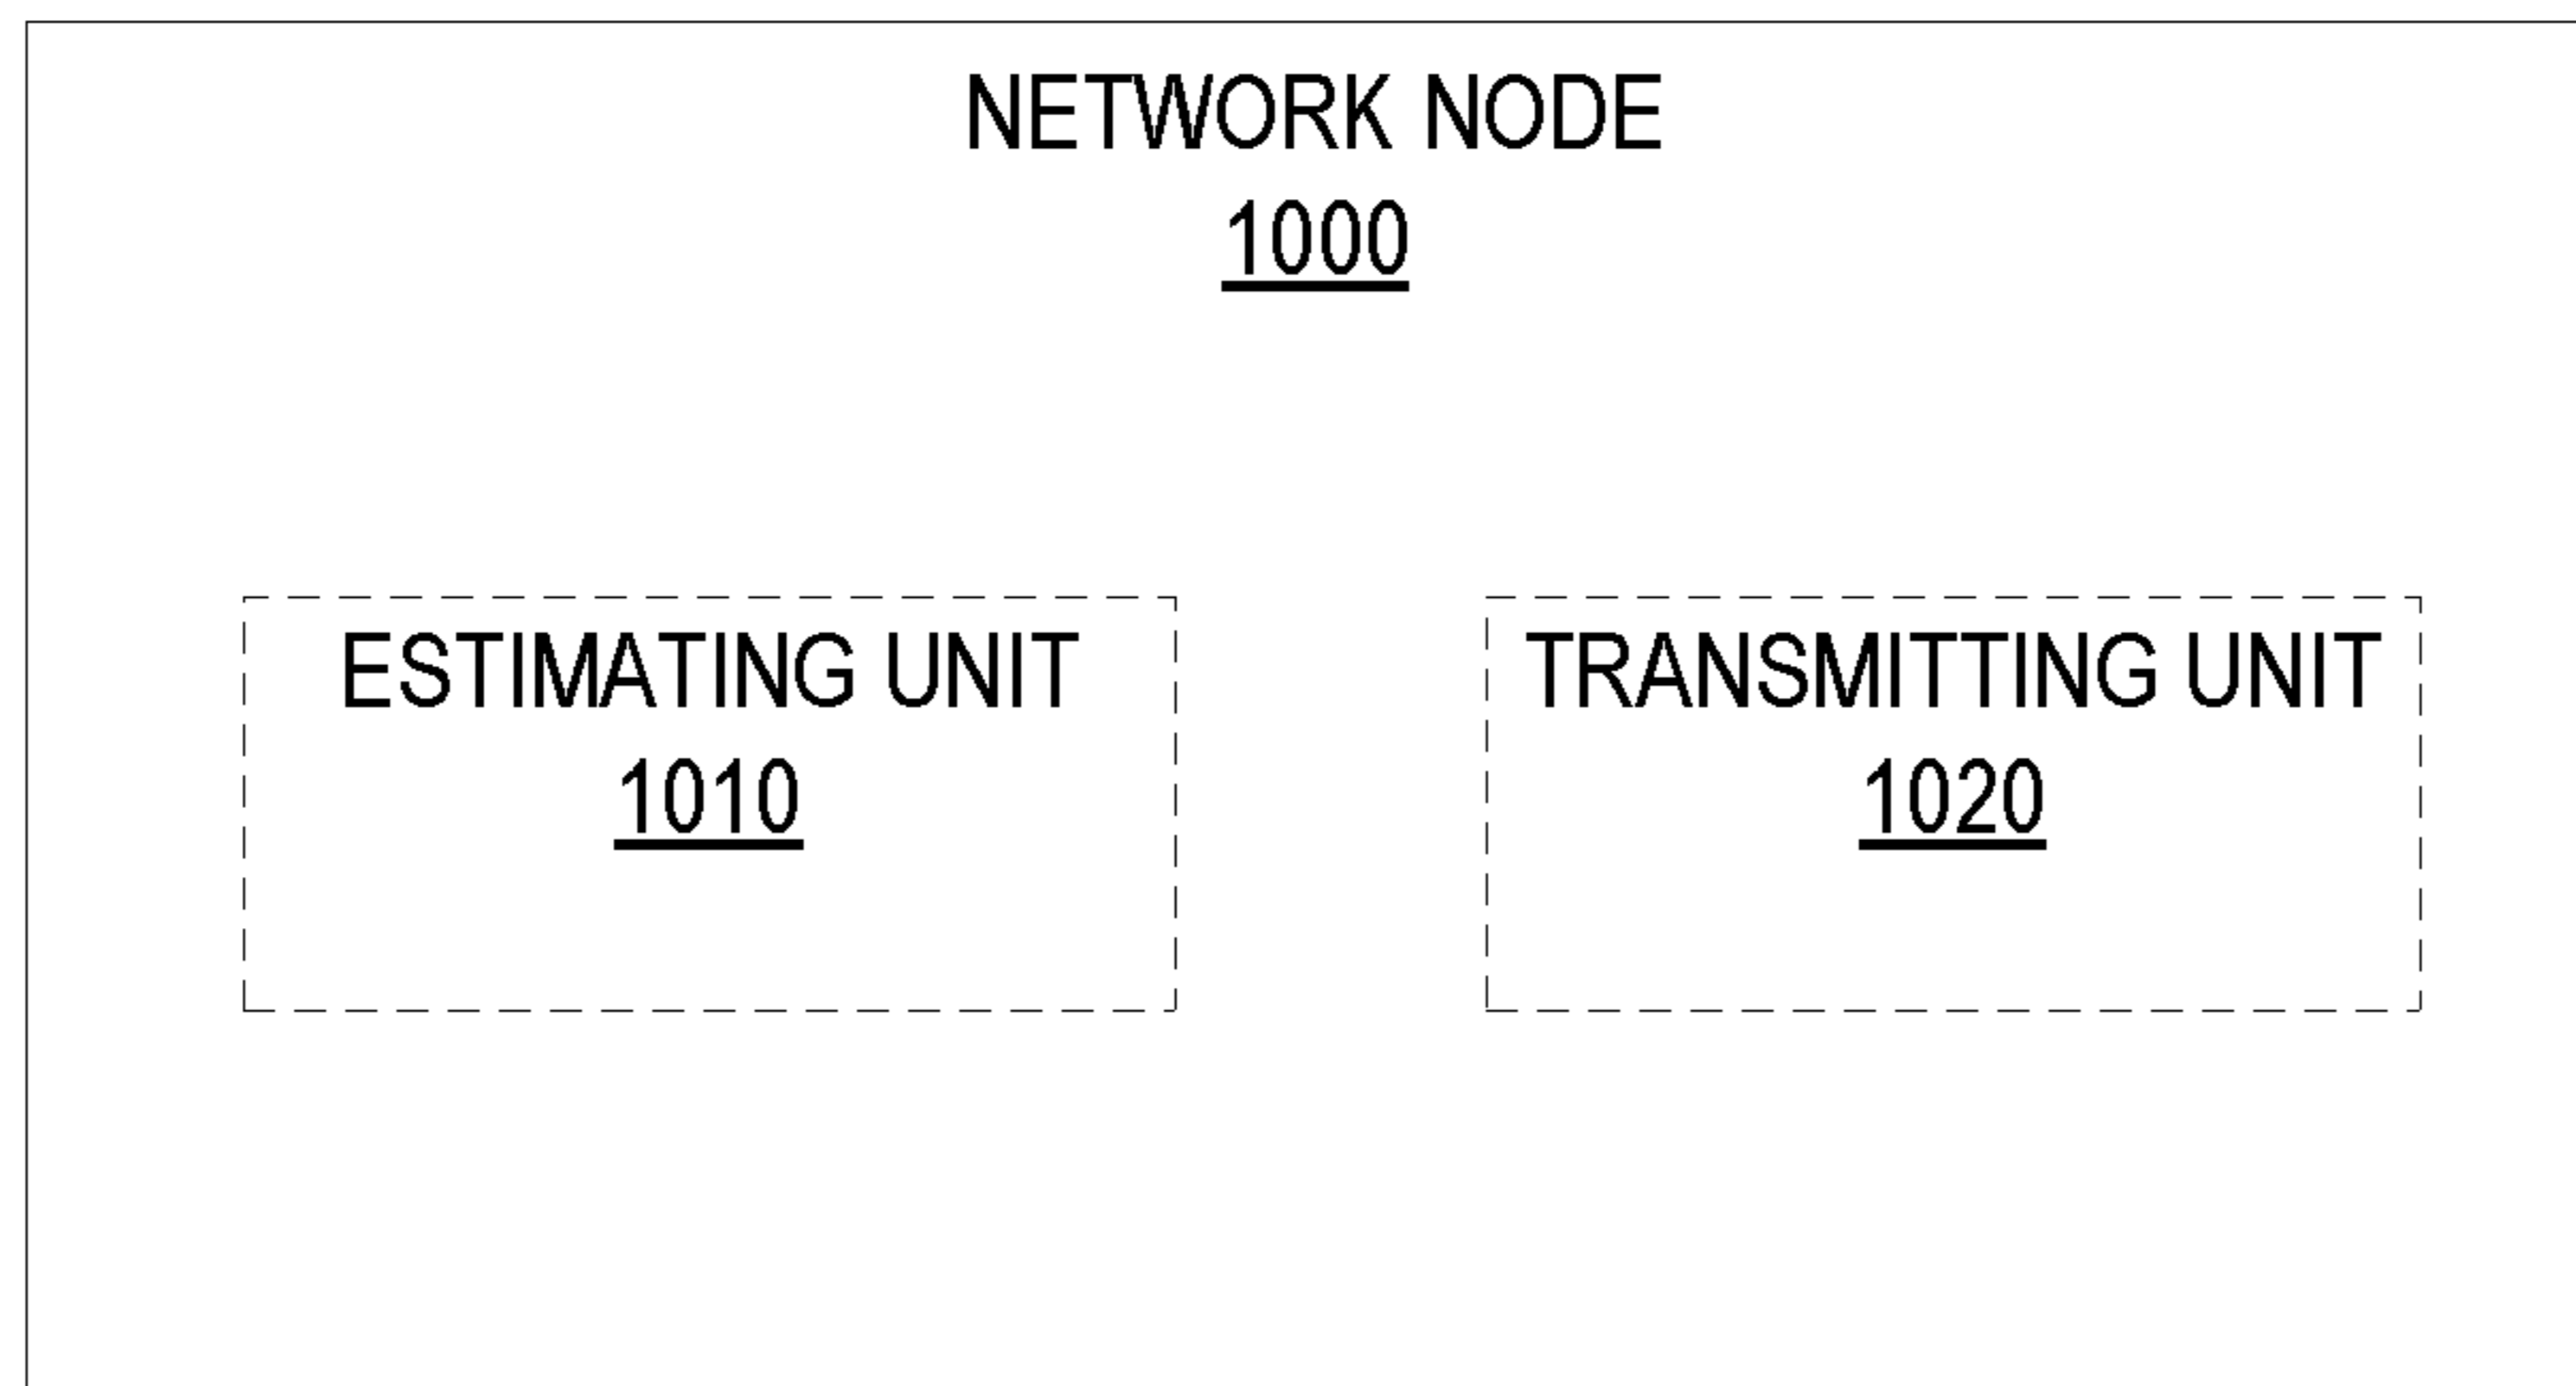 NETWORK NODE
1000
ESTIMATING UNIT
1010
TRANSMITTING UNIT
1020